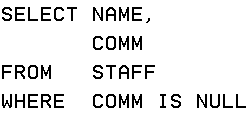 SELECT NAME,
       COMM
FROM   STAFF
WHERE  COMM IS NULL